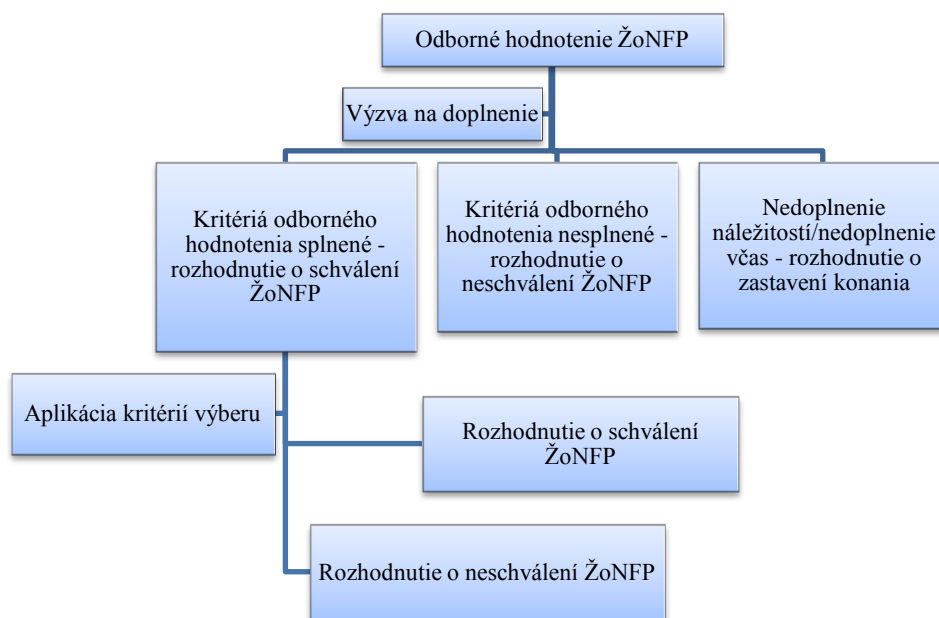 Odborné hodnotenie ŽoNFP
Výzva na doplnenie
Kritériá odborného
hodnotenia splnené -
rozhodnutie o schválení
ŽoNFP
Kritériá odborného
hodnotenia nesplnené -
rozhodnutie o
neschválení ŽoNFP
Nedoplnenie
náležitostí/nedoplnenie
včas - rozhodnutie o
zastavení konania
Aplikácia kritérií výberu
Rozhodnutie o schválení
ŽoNFP
Rozhodnutie o neschválení ŽoNFP